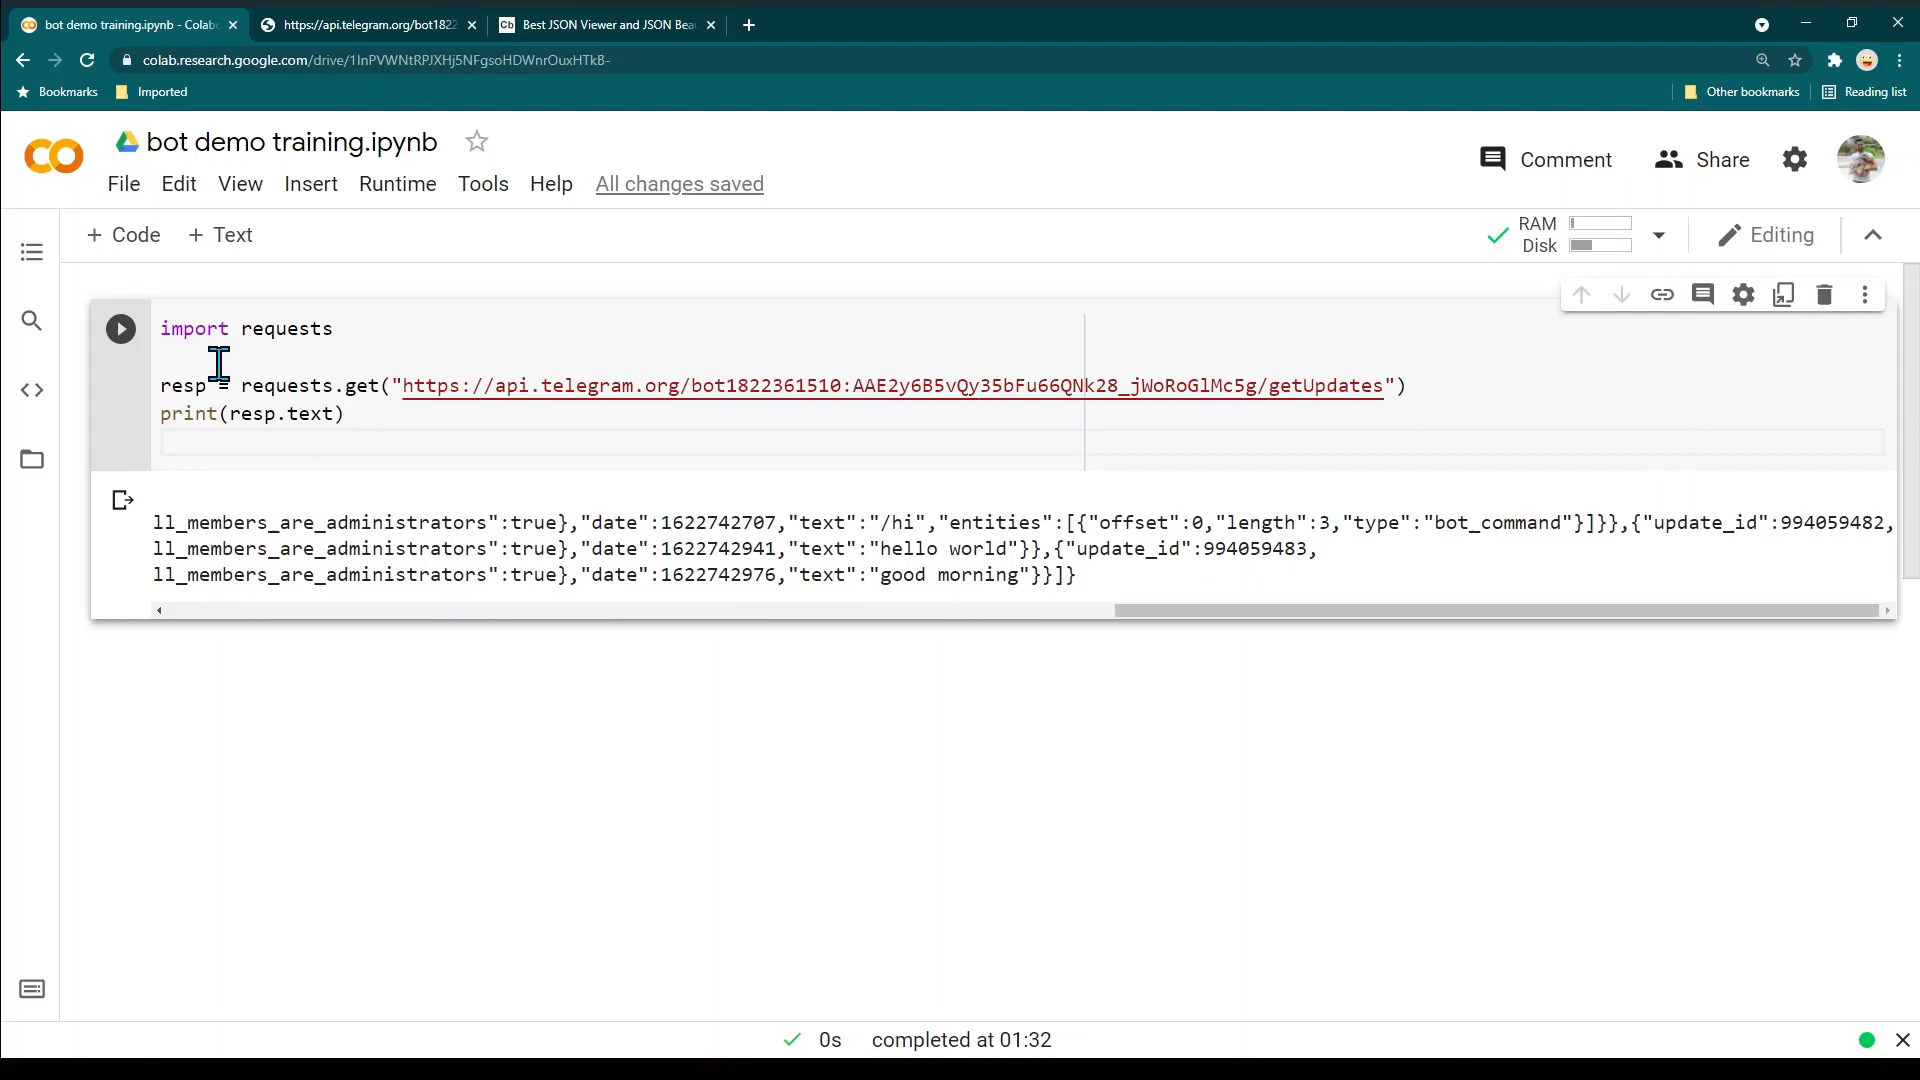 bot demo training.ipynb - Colab
https://api.telegram.org/bot1822
Cb Best JSON Viewer and JSON Bea
colab.research.google.com/drive/1InPVWNtRPJXHj5NFgsoHDWnrOuxHTkB-
Bookmarks Imported Other bookmarks Reading list
bot demo training.ipynb
Comment Share
File Edit View Insert Runtime Tools Help All changes saved
+ Code + Text
RAM
Disk
Editing
import requests
resp = requests.get("https://api.telegram.org/bot1822361510:AAE2y6B5vQy35bFu66QNk28_jWoRoGlMc5g/getUpdates")
print(resp.text)
ll_members_are_administrators":true},"date":1622742707,"text":"/hi","entities":[{"offset":0,"length":3,"type":"bot_command"}]}},{"update_id":994059482,
ll_members_are_administrators":true},"date":1622742941,"text":"hello world"}},{"update_id":994059483,
ll_members_are_administrators":true},"date":1622742976,"text":"good morning"}}]}
0s completed at 01:32